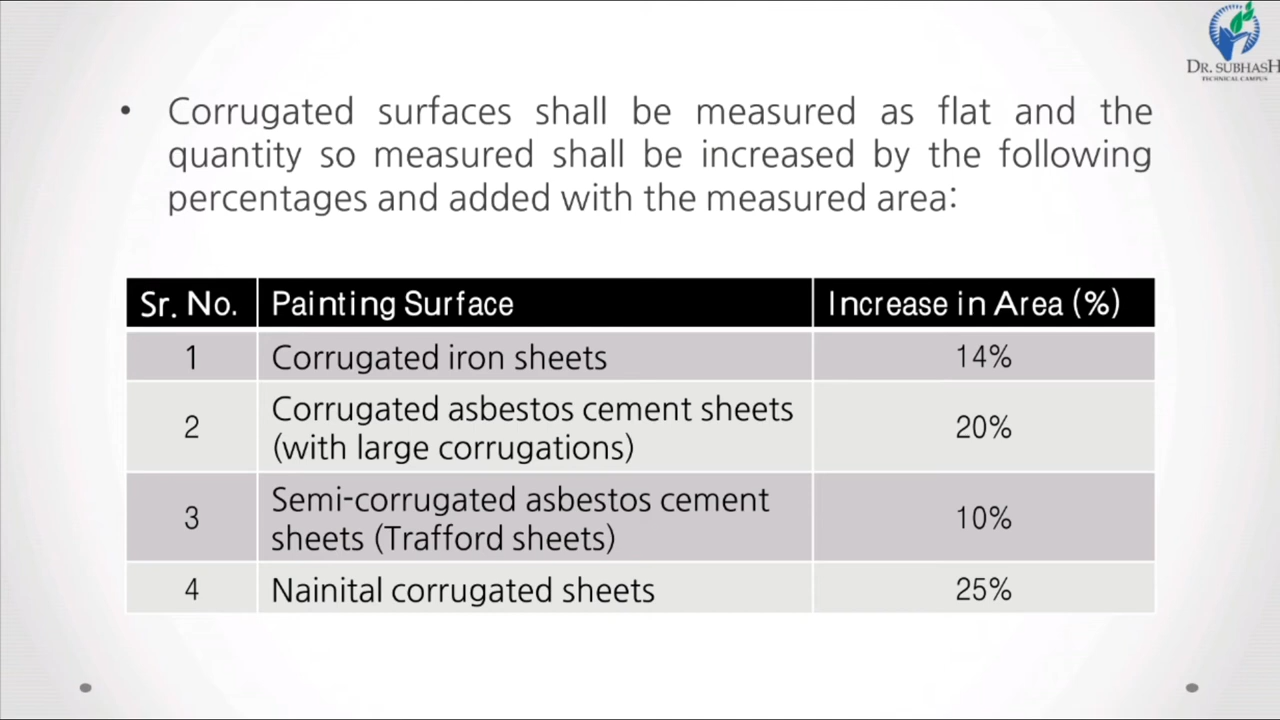 DR. SUBHASH
TECHNICAL CAMPUS
• Corrugated surfaces shall be measured as flat and the
quantity so measured shall be increased by the following
percentages and added with the measured area:
Sr. No. Painting Surface Increase in Area (%)
1 Corrugated iron sheets 14%
2 Corrugated asbestos cement sheets
(with large corrugations) 20%
3 Semi-corrugated asbestos cement
sheets (Trafford sheets) 10%
4 Nainital corrugated sheets 25%